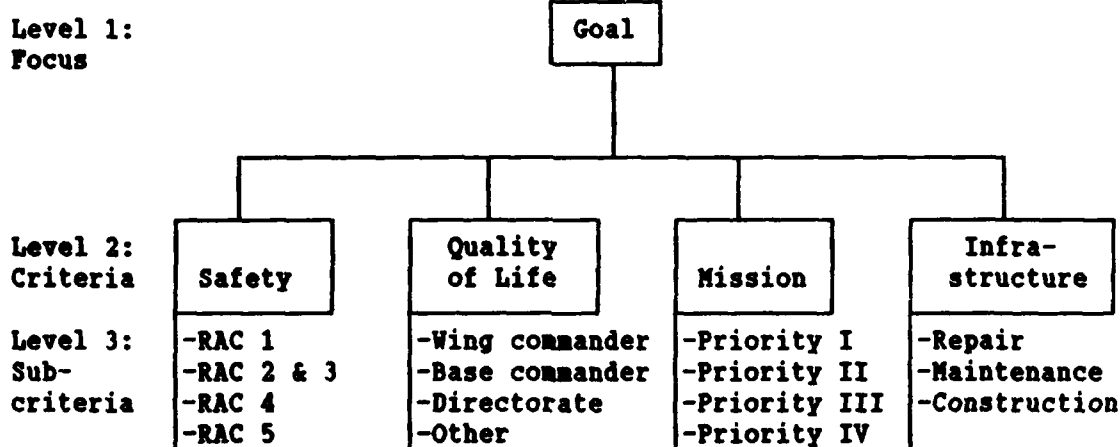 Level 1: Goal
Focus
Level 2: Quality Infra-
Criteria Safety of Life Mission structure
Level 3: -RAC 1 -Wing commander -Priority I -Repair
Sub- -RAC 2 & 3 -Base commander -Priority II -Maintenance
criteria -RAC 4 -Directorate -Priority III -Construction
-RAC 5 -Other -Priority IV